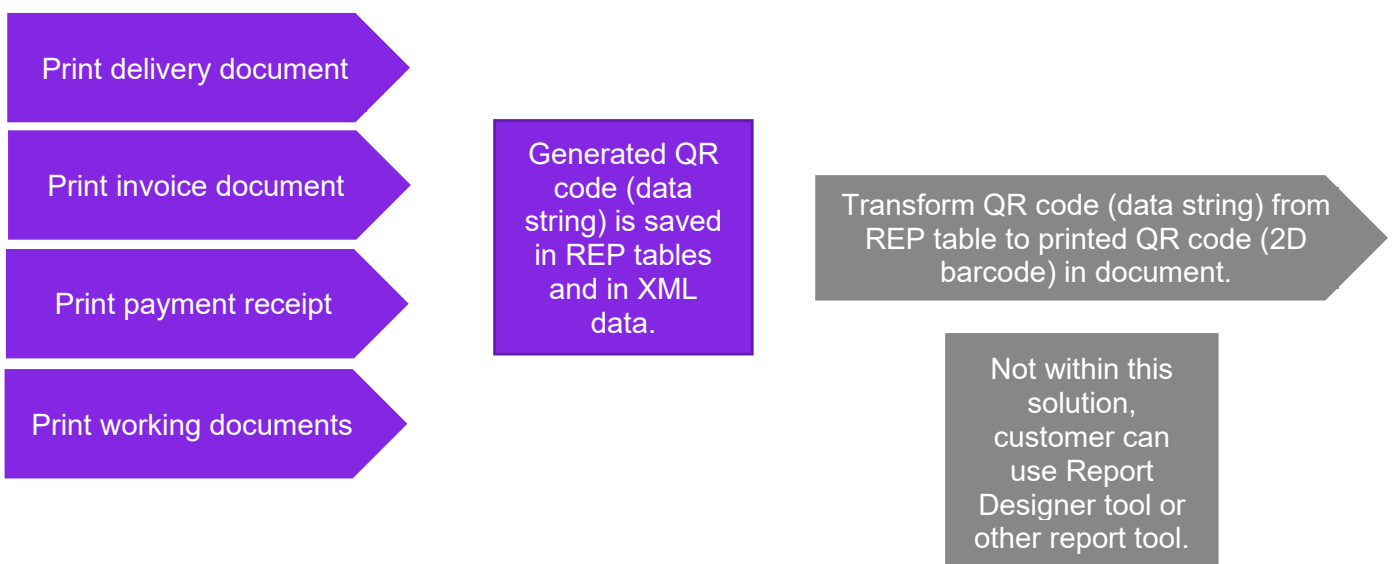 Print delivery document
Print invoice document
Print payment receipt
Print working documents
Generated QR
code (data
string) is saved
in REP tables
and in XML
data.
Transform QR code (data string) from
REP table to printed QR code (2D
barcode) in document.
Not within this
solution,
customer can
use Report
Designer tool or
other report tool.